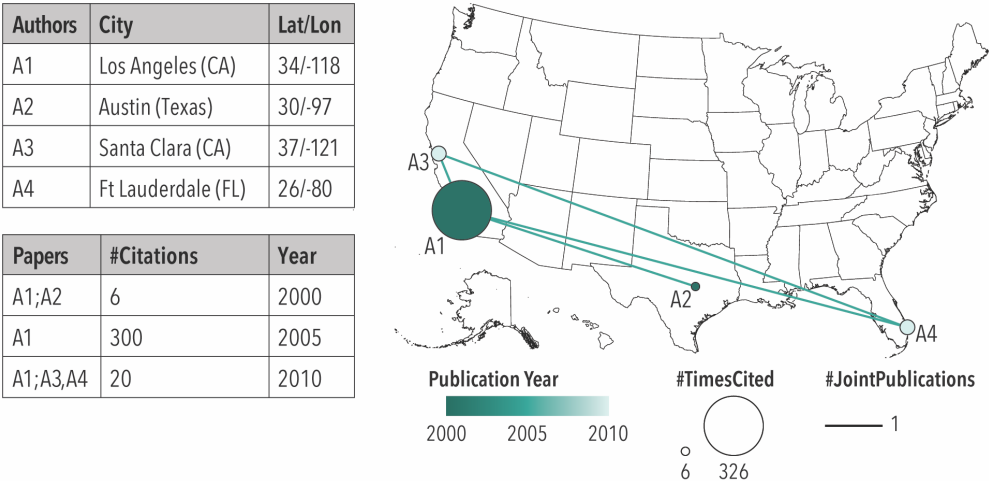 Authors City Lat/Lon
A1 Los Angeles (CA) 34/-118
A2 Austin (Texas) 30/-97
A3 Santa Clara (CA) 37/-121
A4 Ft Lauderdale (FL) 26/-80
Papers #Citations Year
A1;A2 6 2000
A1 300 2005
A1;A3,A4 20 2010
A3
A1
A2
A4
Publication Year
2000 2005 2010
#TimesCited
6 326
#JointPublications
1